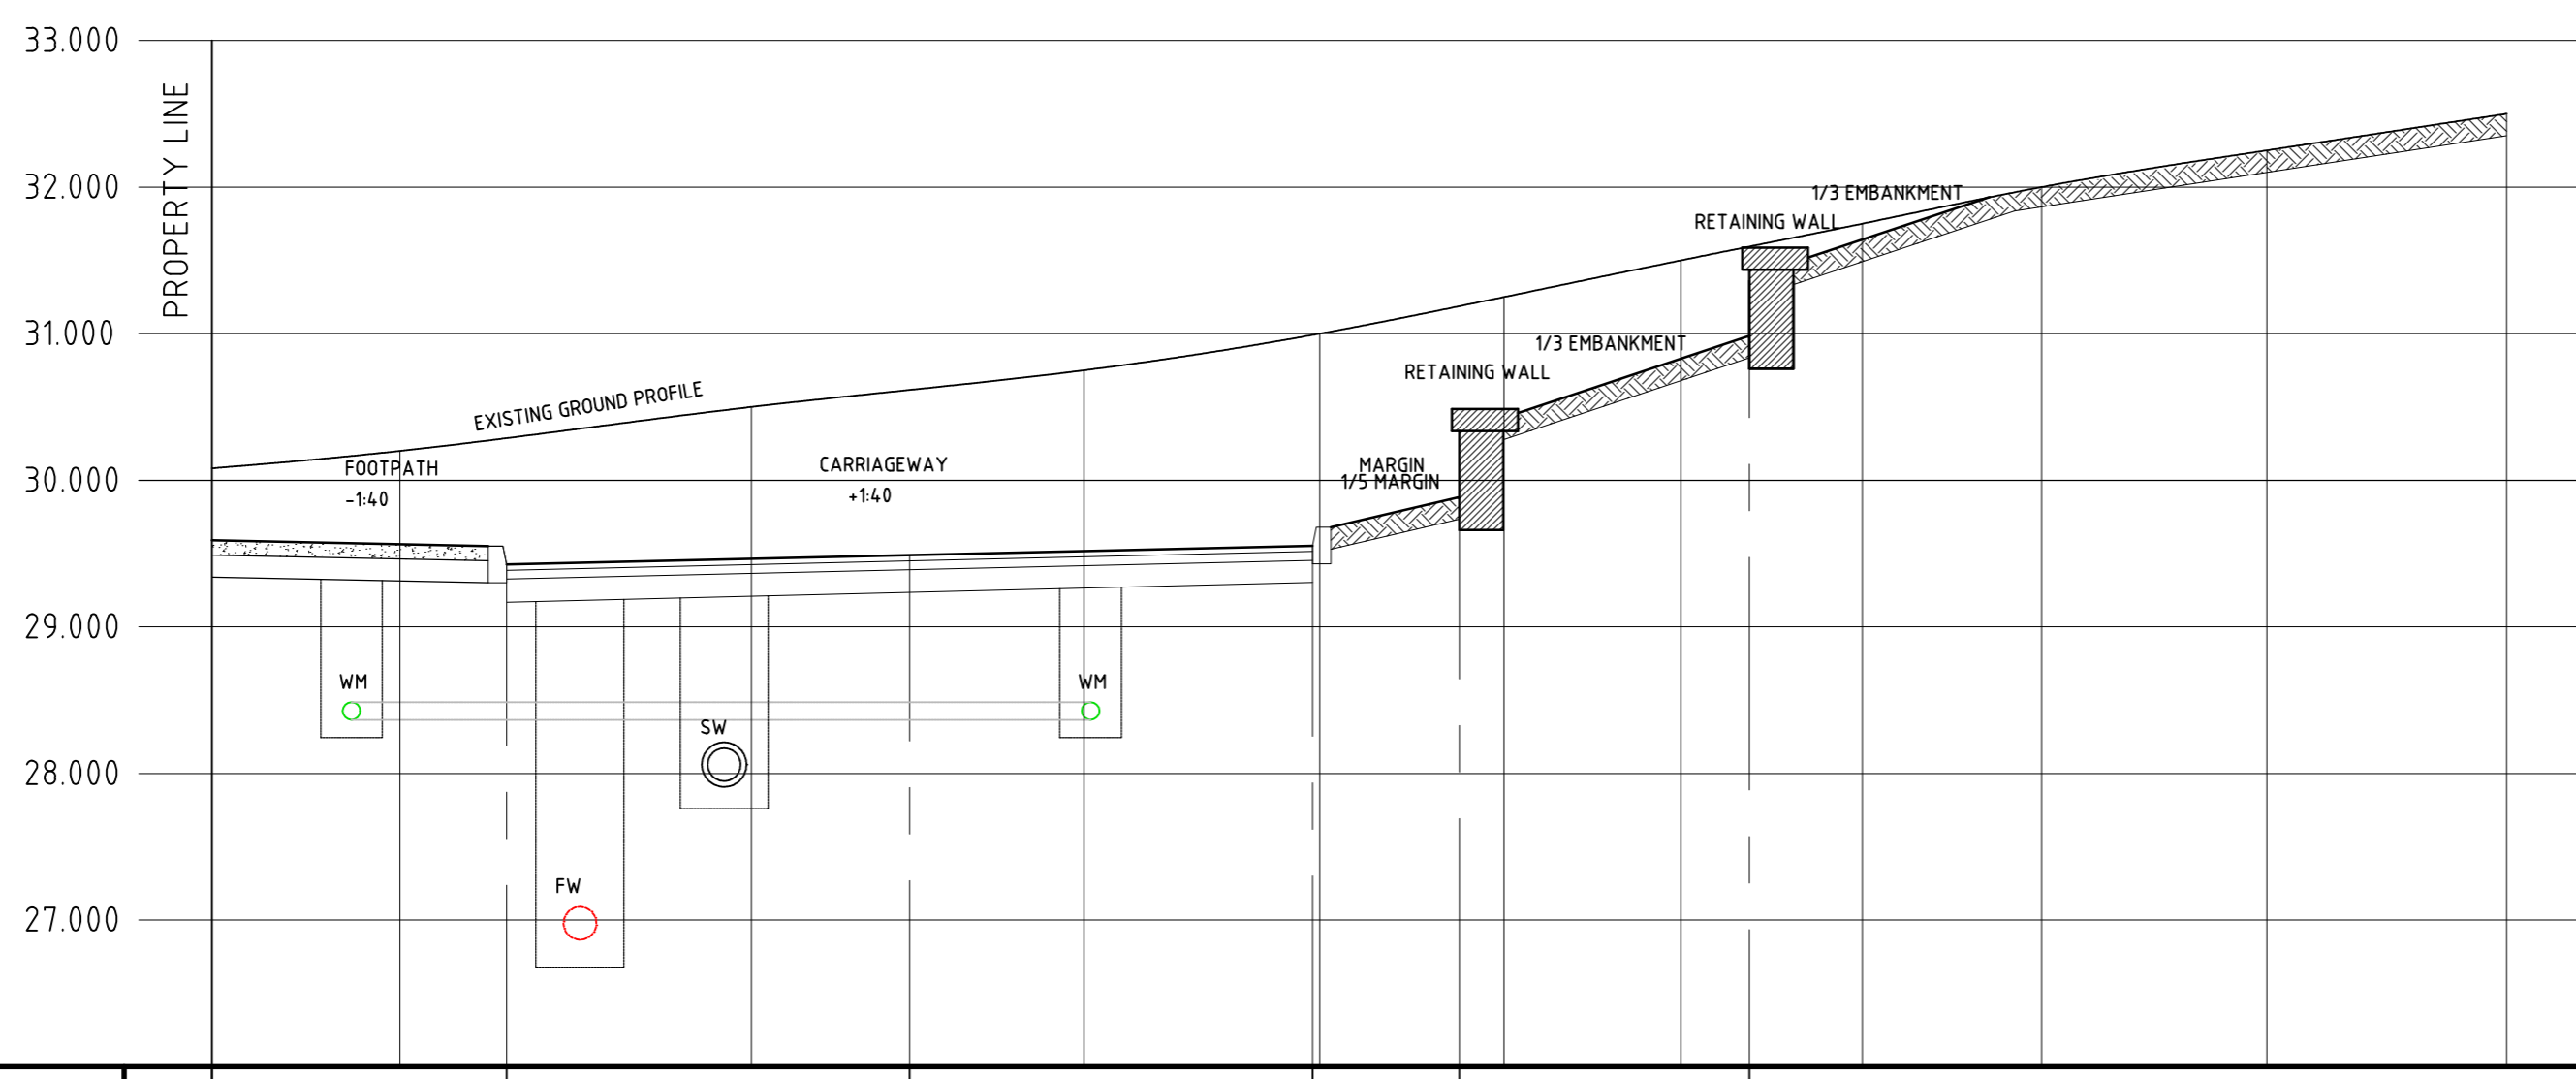 33.000
PROPERTY LINE
32.000
1/3 EMBANKMENT
RETAINING WALL
31.000
1/3 EMBANKMENT
RETAINING WALL
EXISTING GROUND PROFILE
FOOTPATH
-1:40
CARRIAGEWAY
+1:40
MARGIN
1/5 MARGIN
30.000
29.000
WM
WM
SW
28.000
FW
27.000